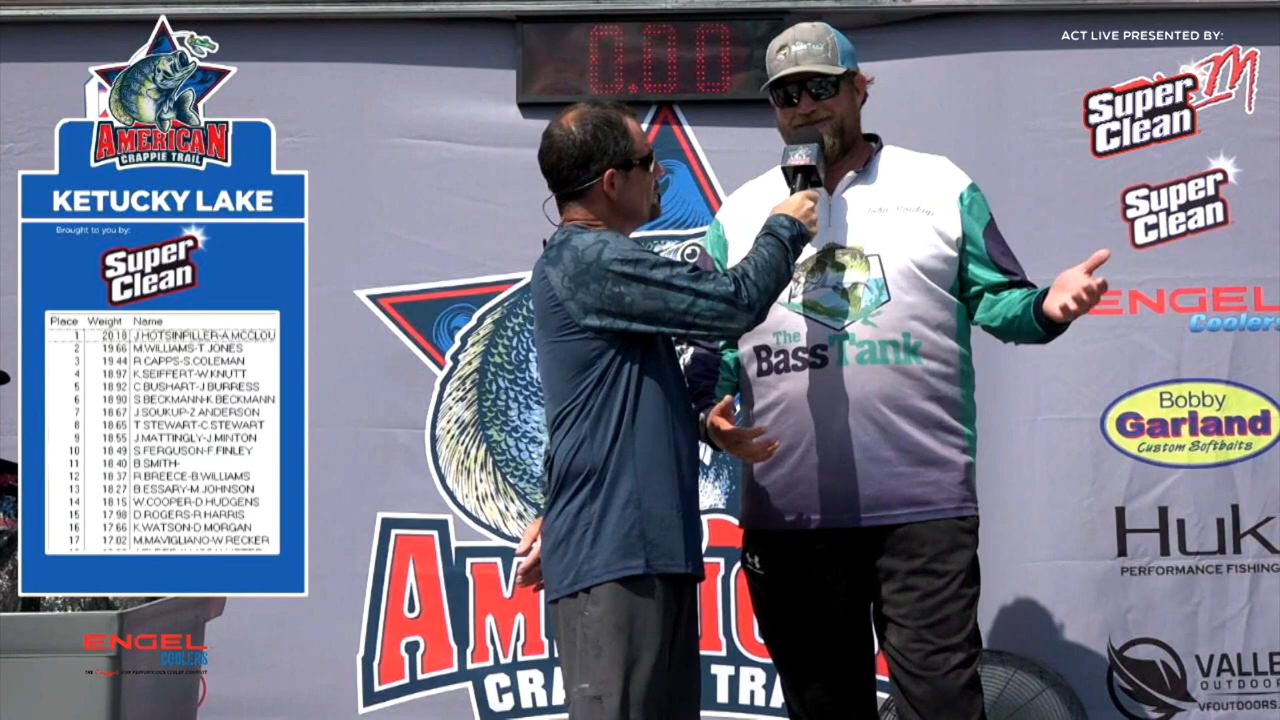 ACT LIVE PRESENTED BY:
0.00
AMERICAN
CRAPPIE TRAIL
KETUCKY LAKE
Brought to you by:
Super
Clean
Place Weight Name
1 20.18 J.HOTSINPILLER-A.MCCLOU
2 19.66 M.WILLIAMS-T.JONES
3 19.44 R.CAPPS-S.COLEMAN
4 18.97 K.SEIFFERT-W.KNUTT
5 18.92 C.BUSHART-J.BURRESS
6 18.90 S.BECKMANN-K.BECKMANN
7 18.67 J.SOUKUP-Z.ANDERSON
8 18.65 T.STEWART-C.STEWART
9 18.55 J.MATTINGLY-J.MINTON
10 18.49 S.FERGUSON-F.FINLEY
11 18.40 B.SMITH-
12 18.37 R.BREECE-B.WILLIAMS
13 18.27 B.ESSARY-M.JOHNSON
14 18.15 W.COOPER-D.HUDGENS
15 17.98 D.ROGERS-R.HARRIS
16 17.66 K.WATSON-D.MORGAN
17 17.02 M.MAVIGLIANO-W.RECKER
ENGEL
COOLERS
The
BassTank
AM
CRA
TRA
Super
Clean
Super
Clean
ENGEL
Coolers
Bobby
Garland
Custom Softbaits
Huk
PERFORMANCE FISHING
VALLE
OUTDOOR
VFOUTDOORS